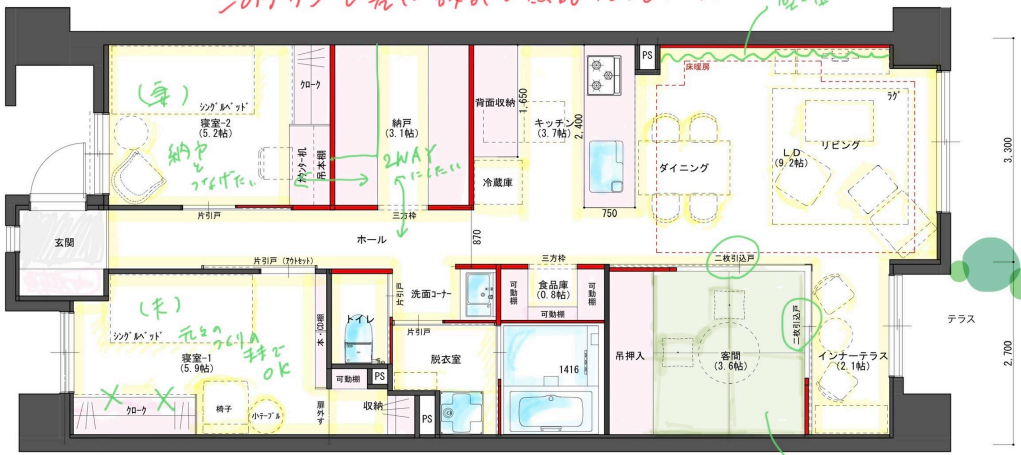 PS
床暖房
クローク
(妻)
シングルベッド
寝室-2
(5.2帖)
納戸
(3.1帖)
背面収納
1,650
キッチン
(3.7帖)
2,400
ラグ
リビング
L.D
(9.2帖)
ダイニング
3,300
納戸
と
つなげたい
カウンター机
吊本棚
2WAY
にしたい
冷蔵庫
750
片引戸
三方枠
玄関
ホール
870
片引戸 (アウトセット)
三方枠
二枚引込戸
片引戸
洗面コーナー
可動棚
食品庫
(0.8帖)
可動棚
可動棚
テラス
(夫)
シングルベッド
元々の
つくりの
ままで
OK
寝室-1
(5.9帖)
本・CD棚
トイレ
片引戸
脱衣室
1416
吊押入
客間
(3.6帖)
二枚引込戸
インナーテラス
(2.1帖)
2,700
可動棚
PS
クローク
椅子
小テーブル
扉外す
収納
PS